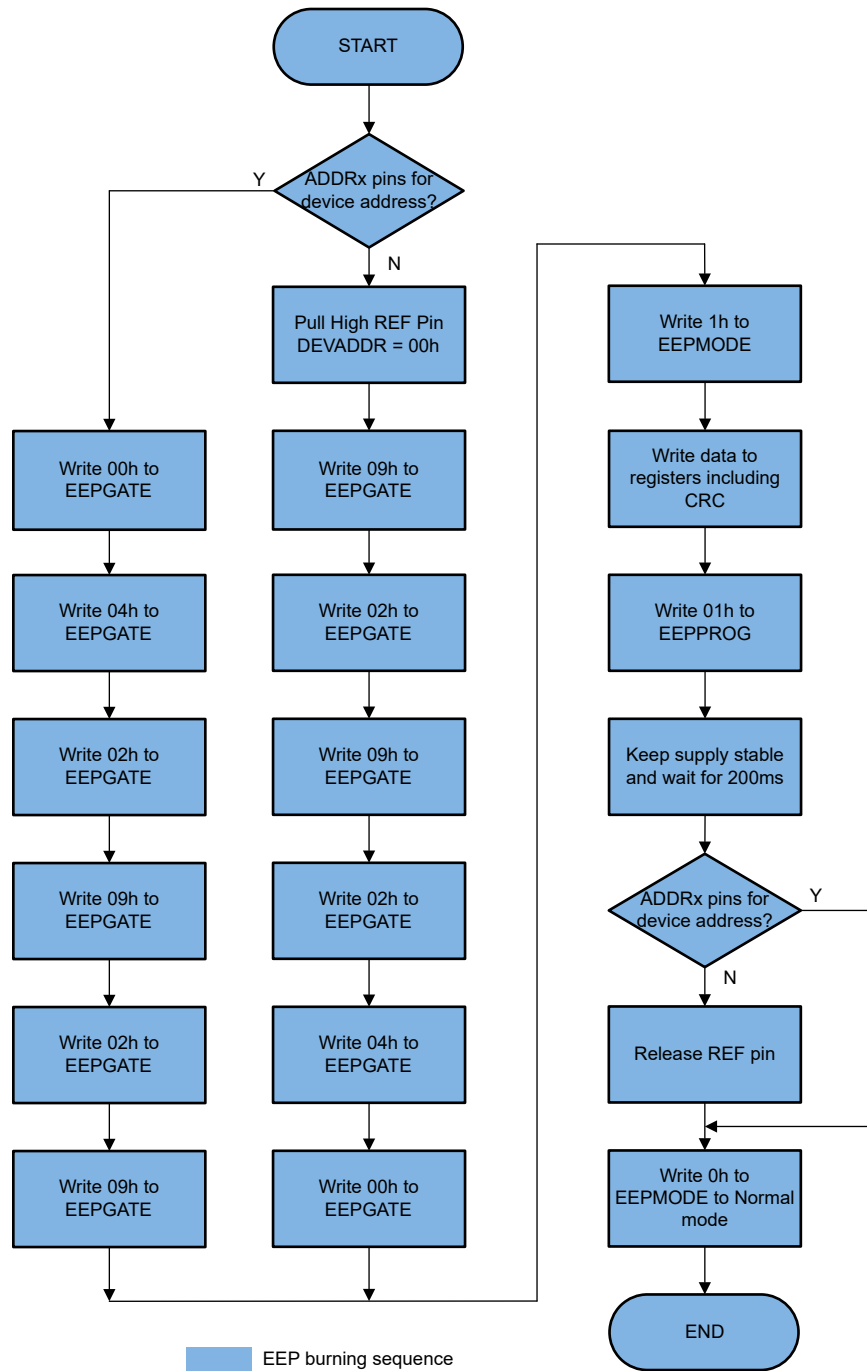 START
ADDRx pins for
device address?
Y
N
Pull High REF Pin
DEVADDR = 00h
Write 00h to
EEPGATE
Write 04h to
EEPGATE
Write 02h to
EEPGATE
Write 09h to
EEPGATE
Write 02h to
EEPGATE
Write 09h to
EEPGATE
Write 09h to
EEPGATE
Write 02h to
EEPGATE
Write 09h to
EEPGATE
Write 02h to
EEPGATE
Write 04h to
EEPGATE
Write 00h to
EEPGATE
Write 1h to
EEPMODE
Write data to
registers including
CRC
Write 01h to
EEPPROG
Keep supply stable
and wait for 200ms
ADDRx pins for
device address?
Y
N
Release REF pin
Write 0h to
EEPMODE to Normal
mode
END
EEP burning sequence